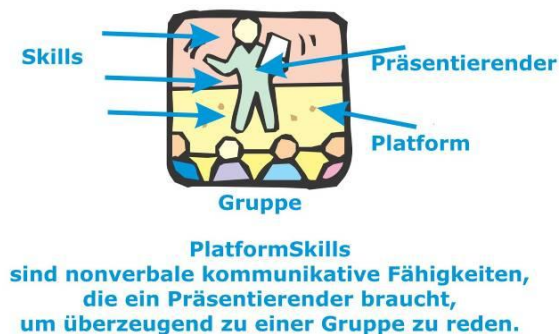 Skills
Präsentierender
Platform
Gruppe
PlatformSkills
sind nonverbale kommunikative Fähigkeiten,
die ein Präsentierender braucht,
um überzeugend zu einer Gruppe zu reden.